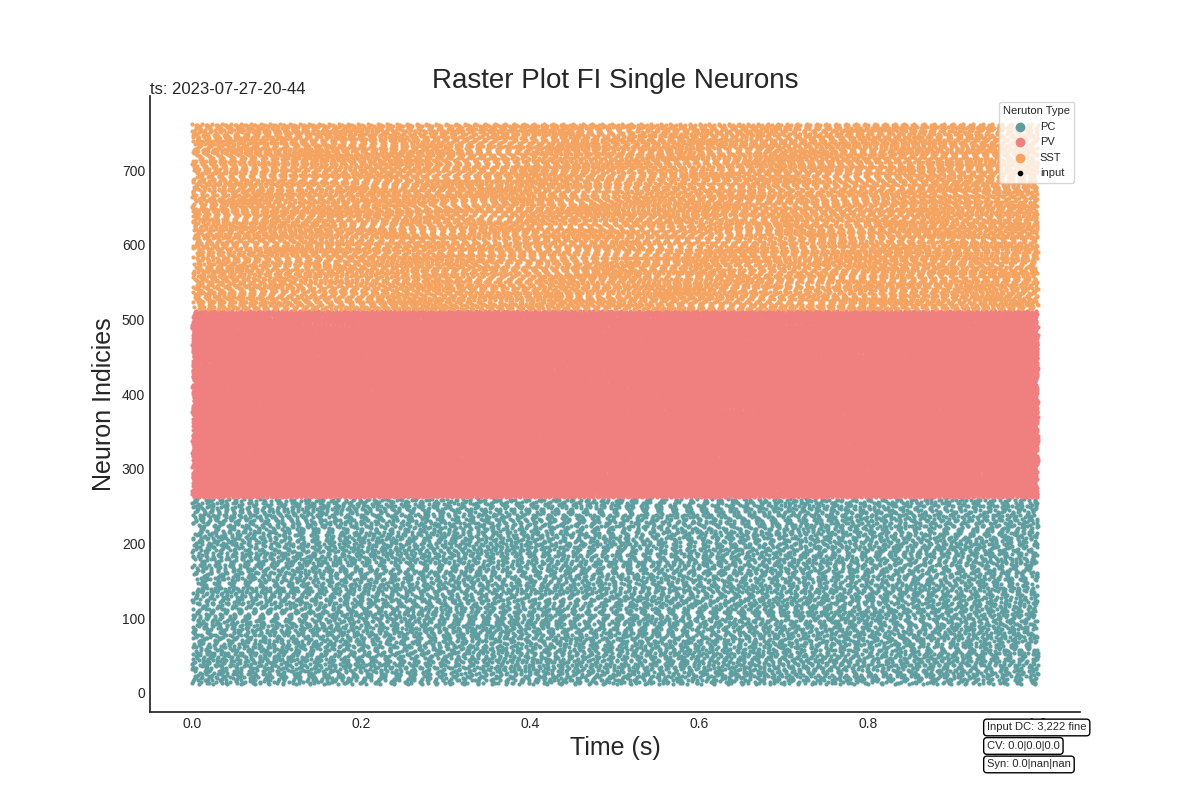 Raster Plot FI Single Neurons
ts: 2023-07-27-20-44
Neruton Type
PC
PV
SST
input
Neuron Indicies
700
600
500
400
300
200
100
0
0.0
0.2
0.4
0.6
0.8
Time (s)
Input DC: 3,222 fine
CV: 0.0|0.0|0.0
Syn: 0.0|nan|nan